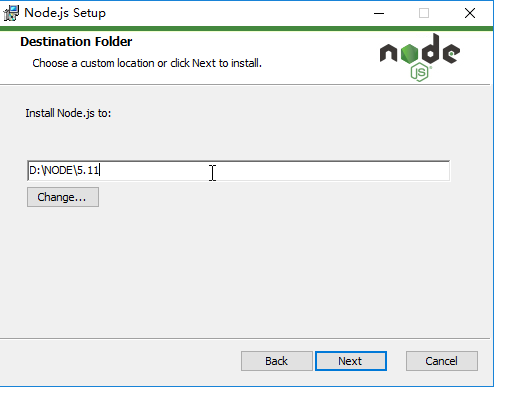 Node.js Setup
Destination Folder
Choose a custom location or click Next to install.
node
JS
Install Node.js to:
D:\NODE\5.11
Change...
Back
Next
Cancel